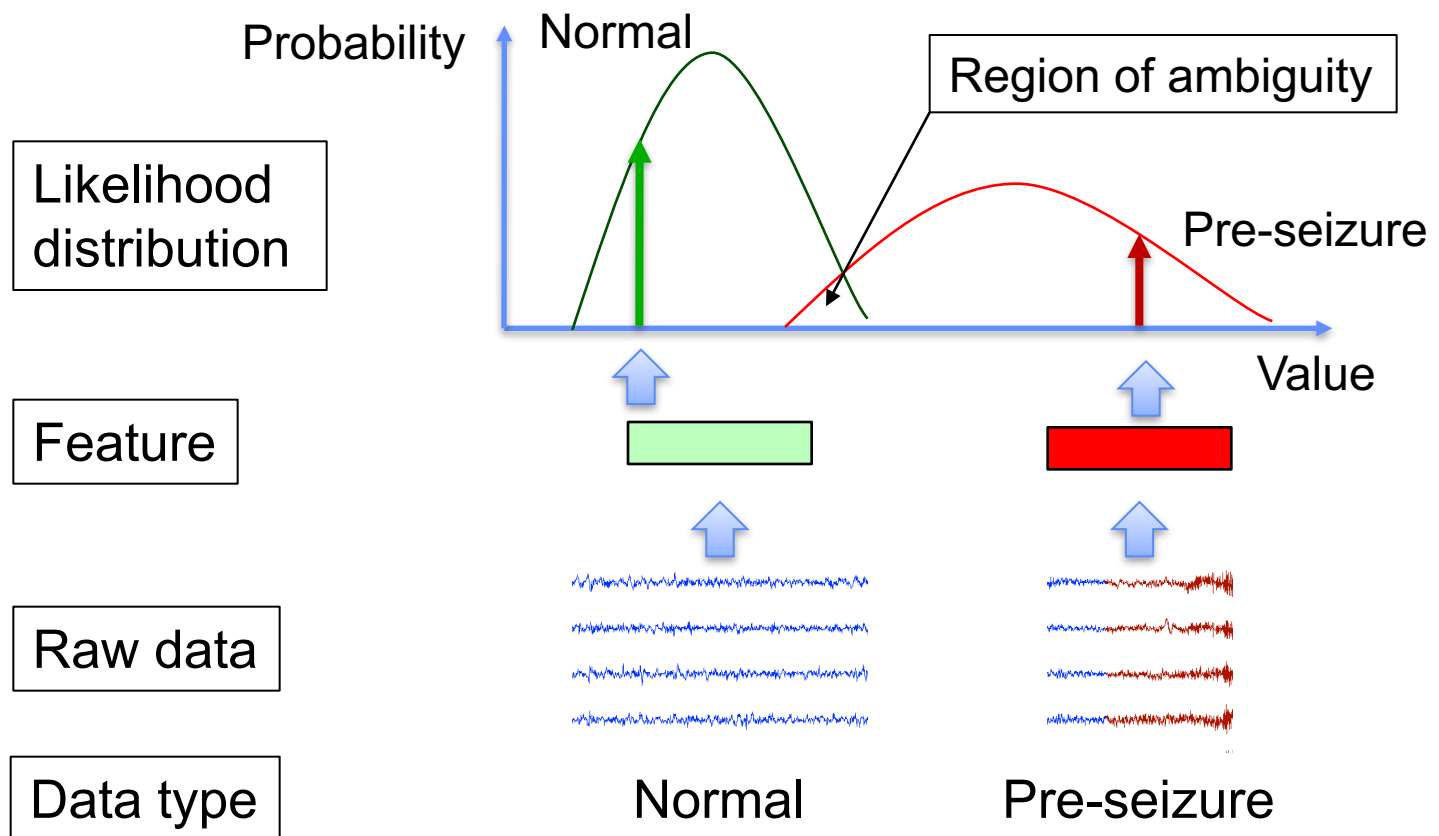 Probability
Normal
Region of ambiguity
Likelihood
distribution
Pre-seizure
Value
Feature
Raw data
Data type
Normal
Pre-seizure